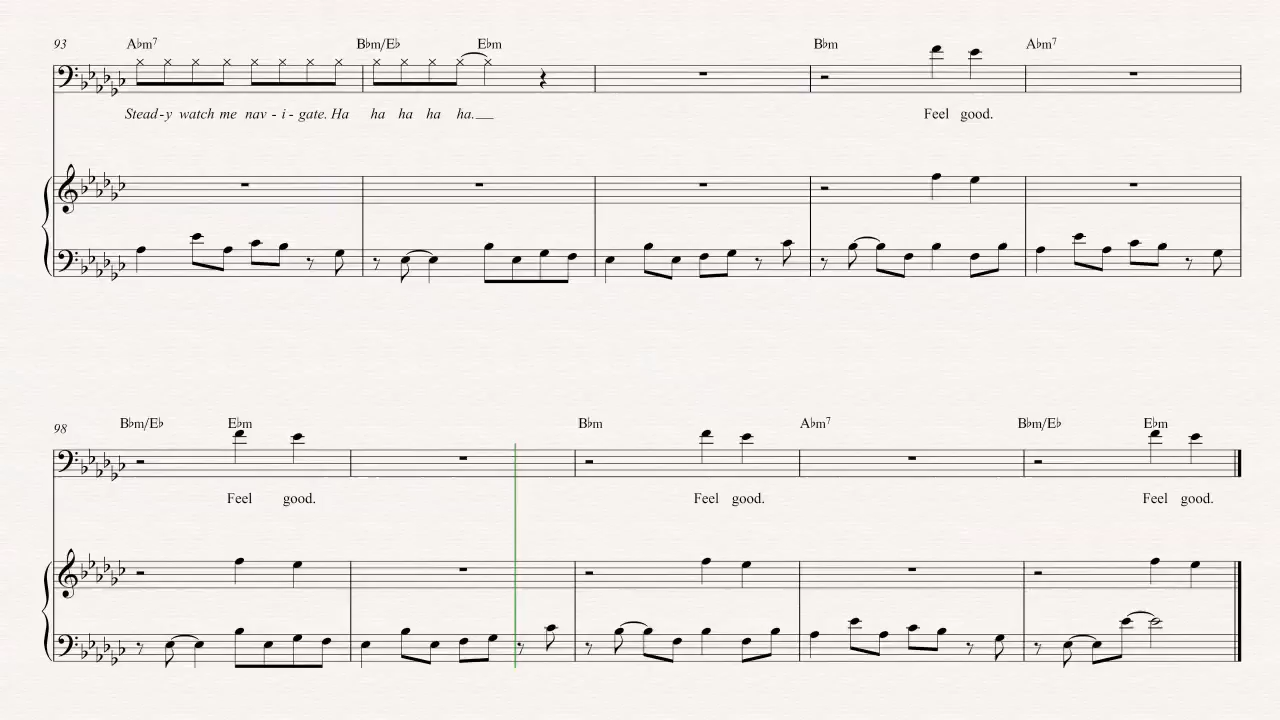 93 A♭m7 B♭m/E♭ E♭m B♭m A♭m7
Stead-y watch me nav - i - gate. Ha ha ha ha ha.__ Feel good.
98 B♭m/E♭ E♭m B♭m A♭m7 B♭m/E♭ E♭m
Feel good. Feel good. Feel good.